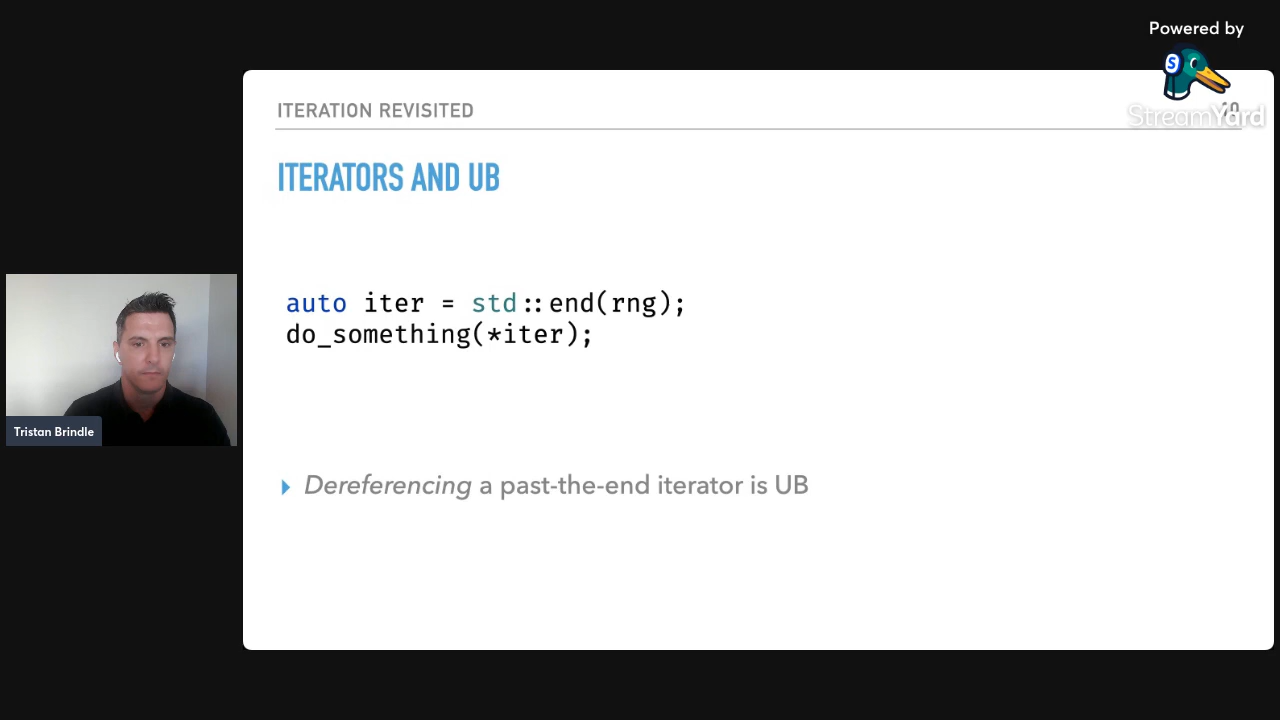 Powered by
StreamYard
ITERATION REVISITED
ITERATORS AND UB
auto iter = std::end(rng);
do_something(*iter);
Tristan Brindle
Dereferencing a past-the-end iterator is UB